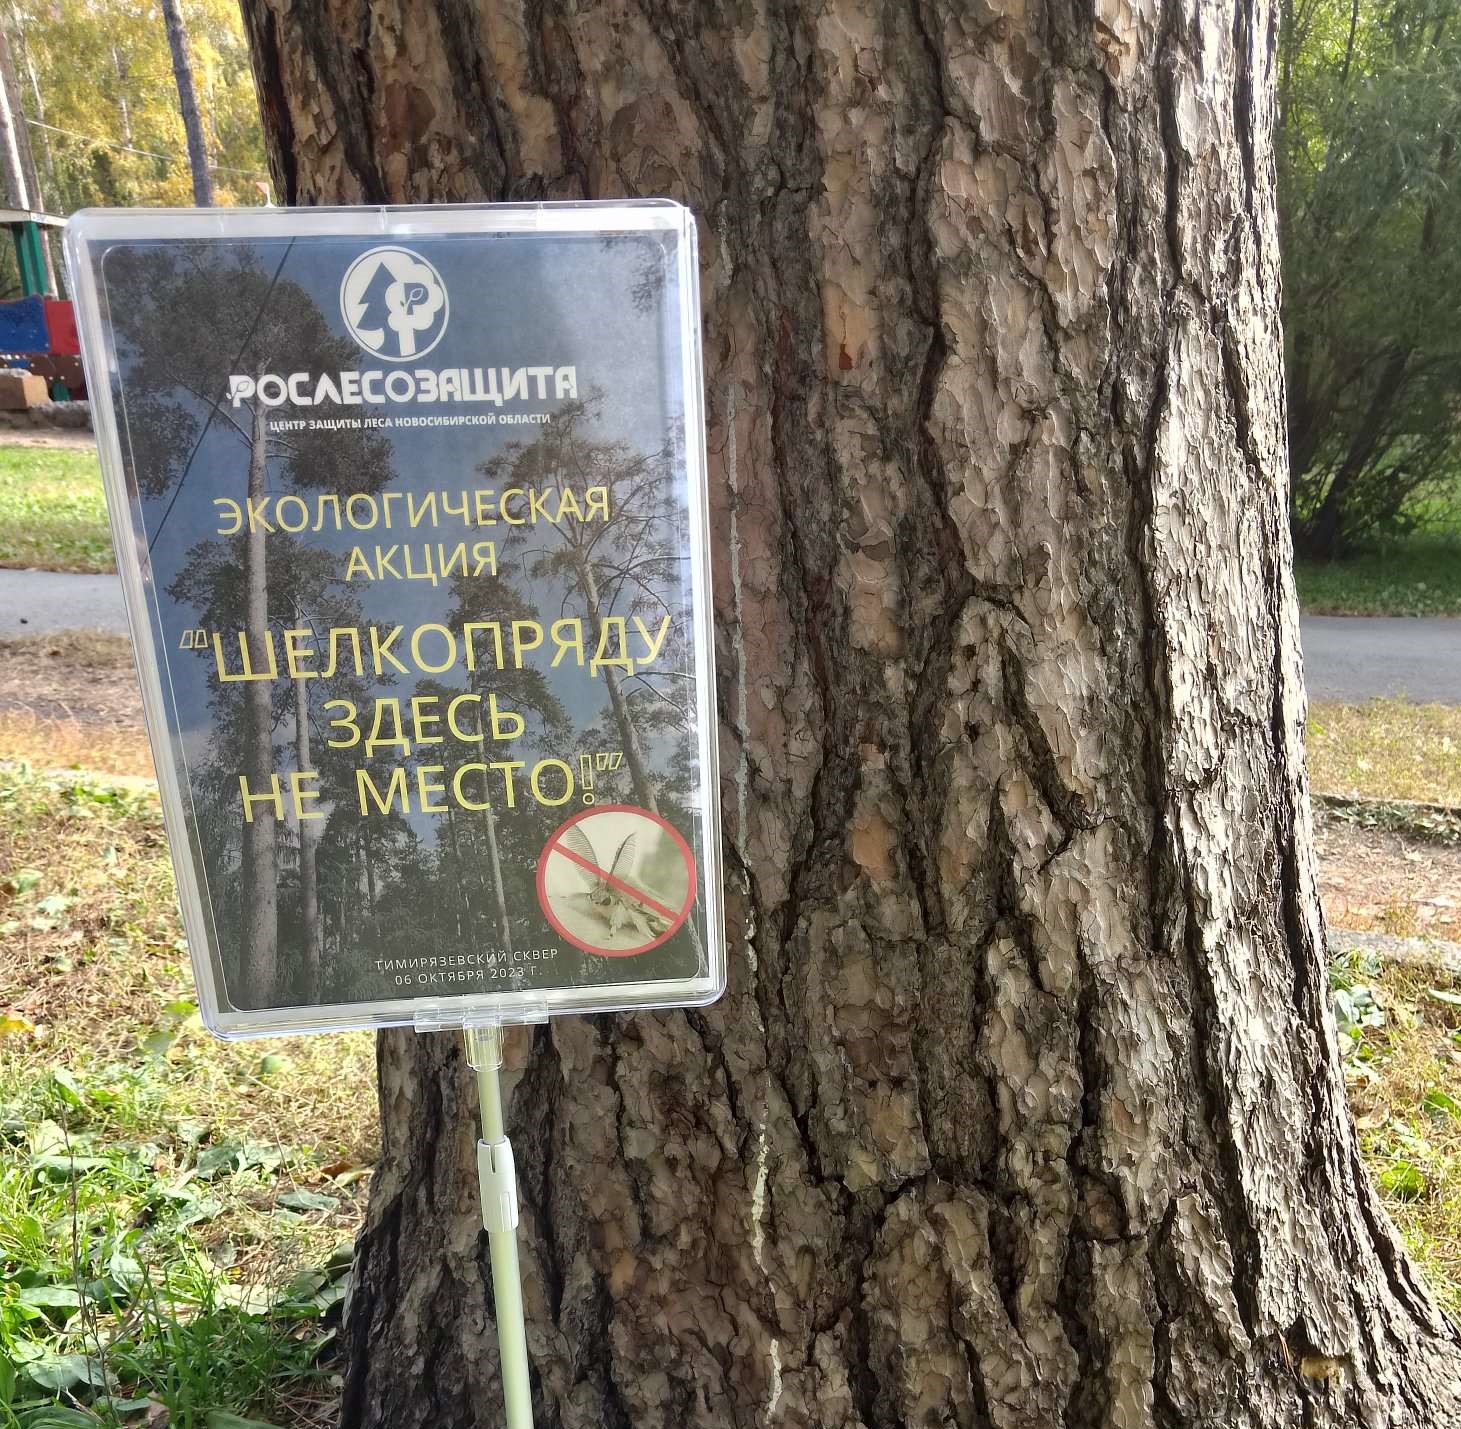 РОСЛЕСОЗАЩИТА
ЦЕНТР ЗАЩИТЫ ЛЕСА НОВОСИБИРСКОЙ ОБЛАСТИ
ЭКОЛОГИЧЕСКАЯ
АКЦИЯ
"ШЕЛКОПРЯДУ
ЗДЕСЬ
НЕ МЕСТО!"
ТИМИРЯЗЕВСКИЙ СКВЕР
06 ОКТЯБРЯ 2023 Г.